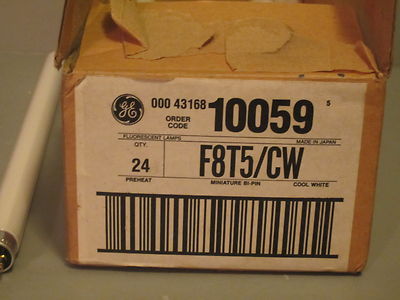 GE 000 43168 10059 5
ORDER CODE
FLUORESCENT LAMPS MADE IN JAPAN
QTY.
24 F8T5/CW
PREHEAT MINIATURE BI-PIN COOL WHITE